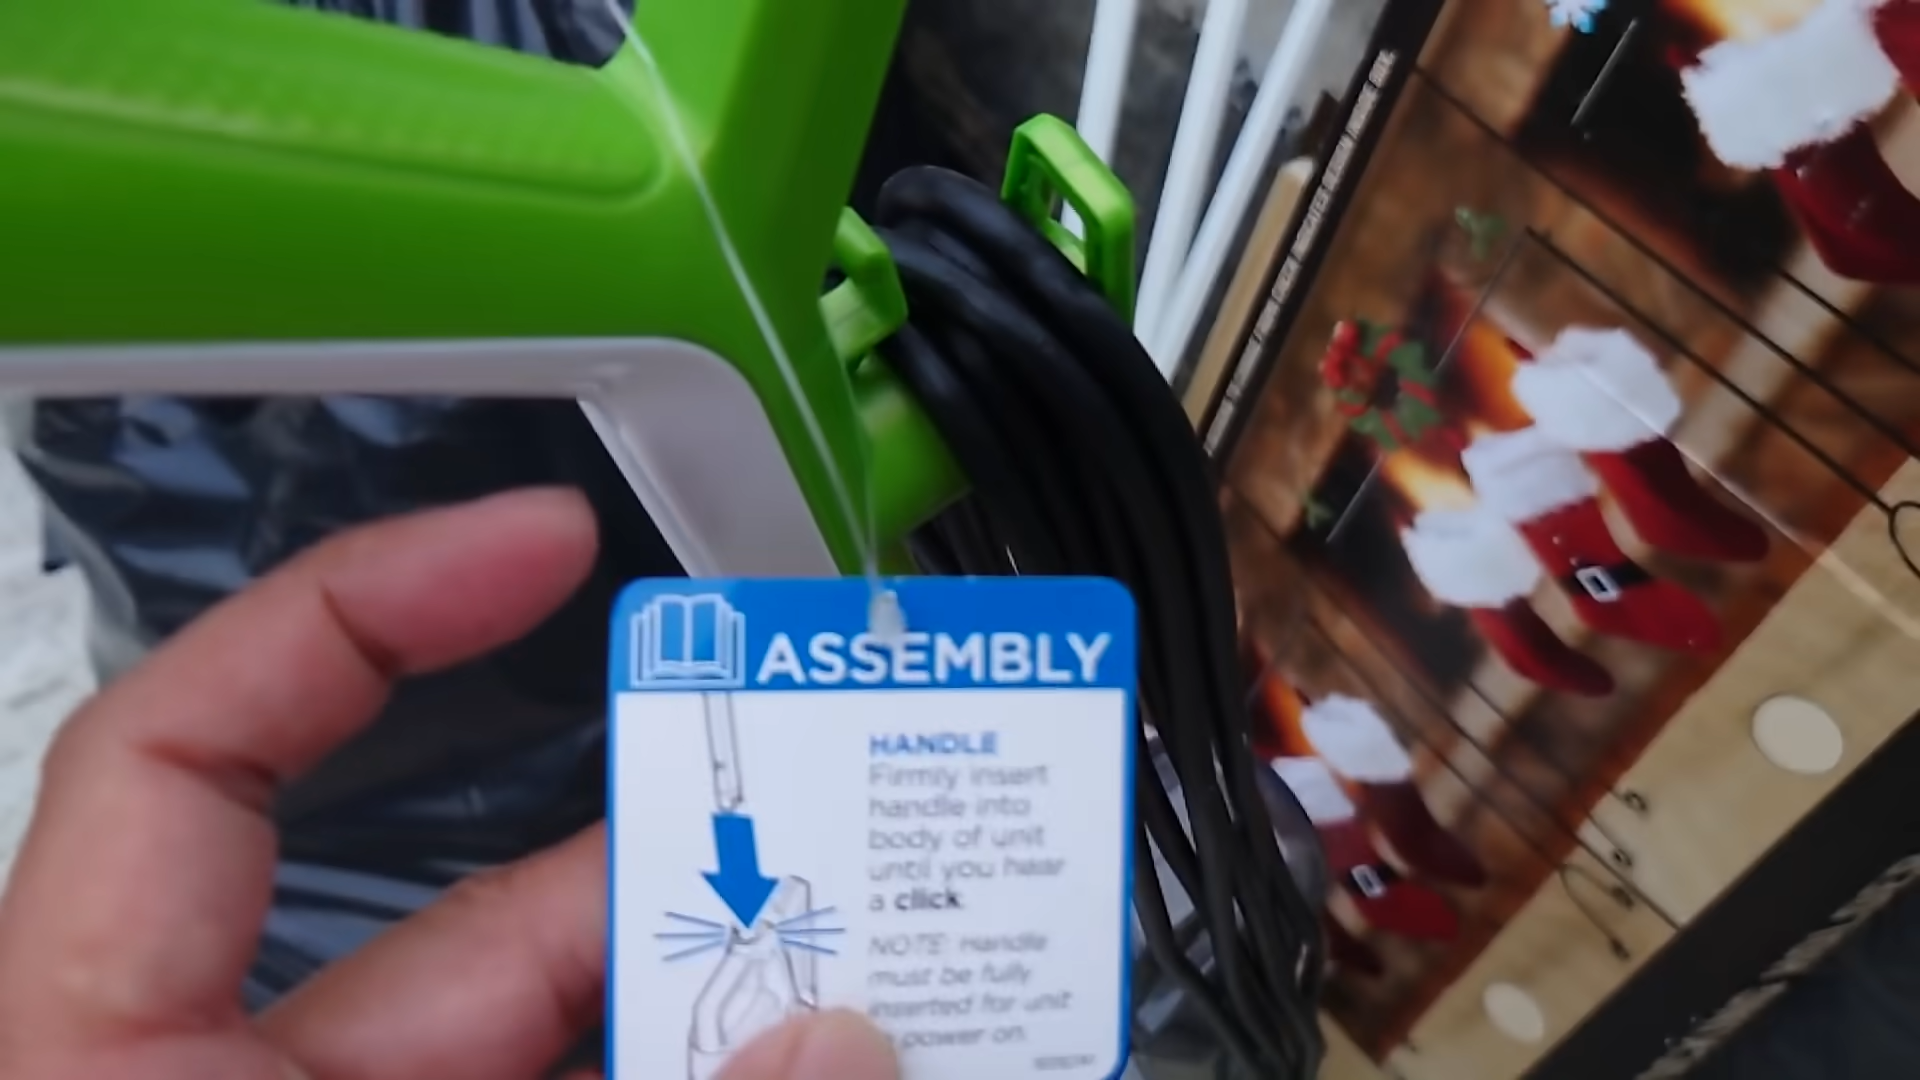 ASSEMBLY
HANDLE
Firmly insert
handle into
body of unit
until you hear
a click.
NOTE: Handle
must be fully
inserted for unit
power on.